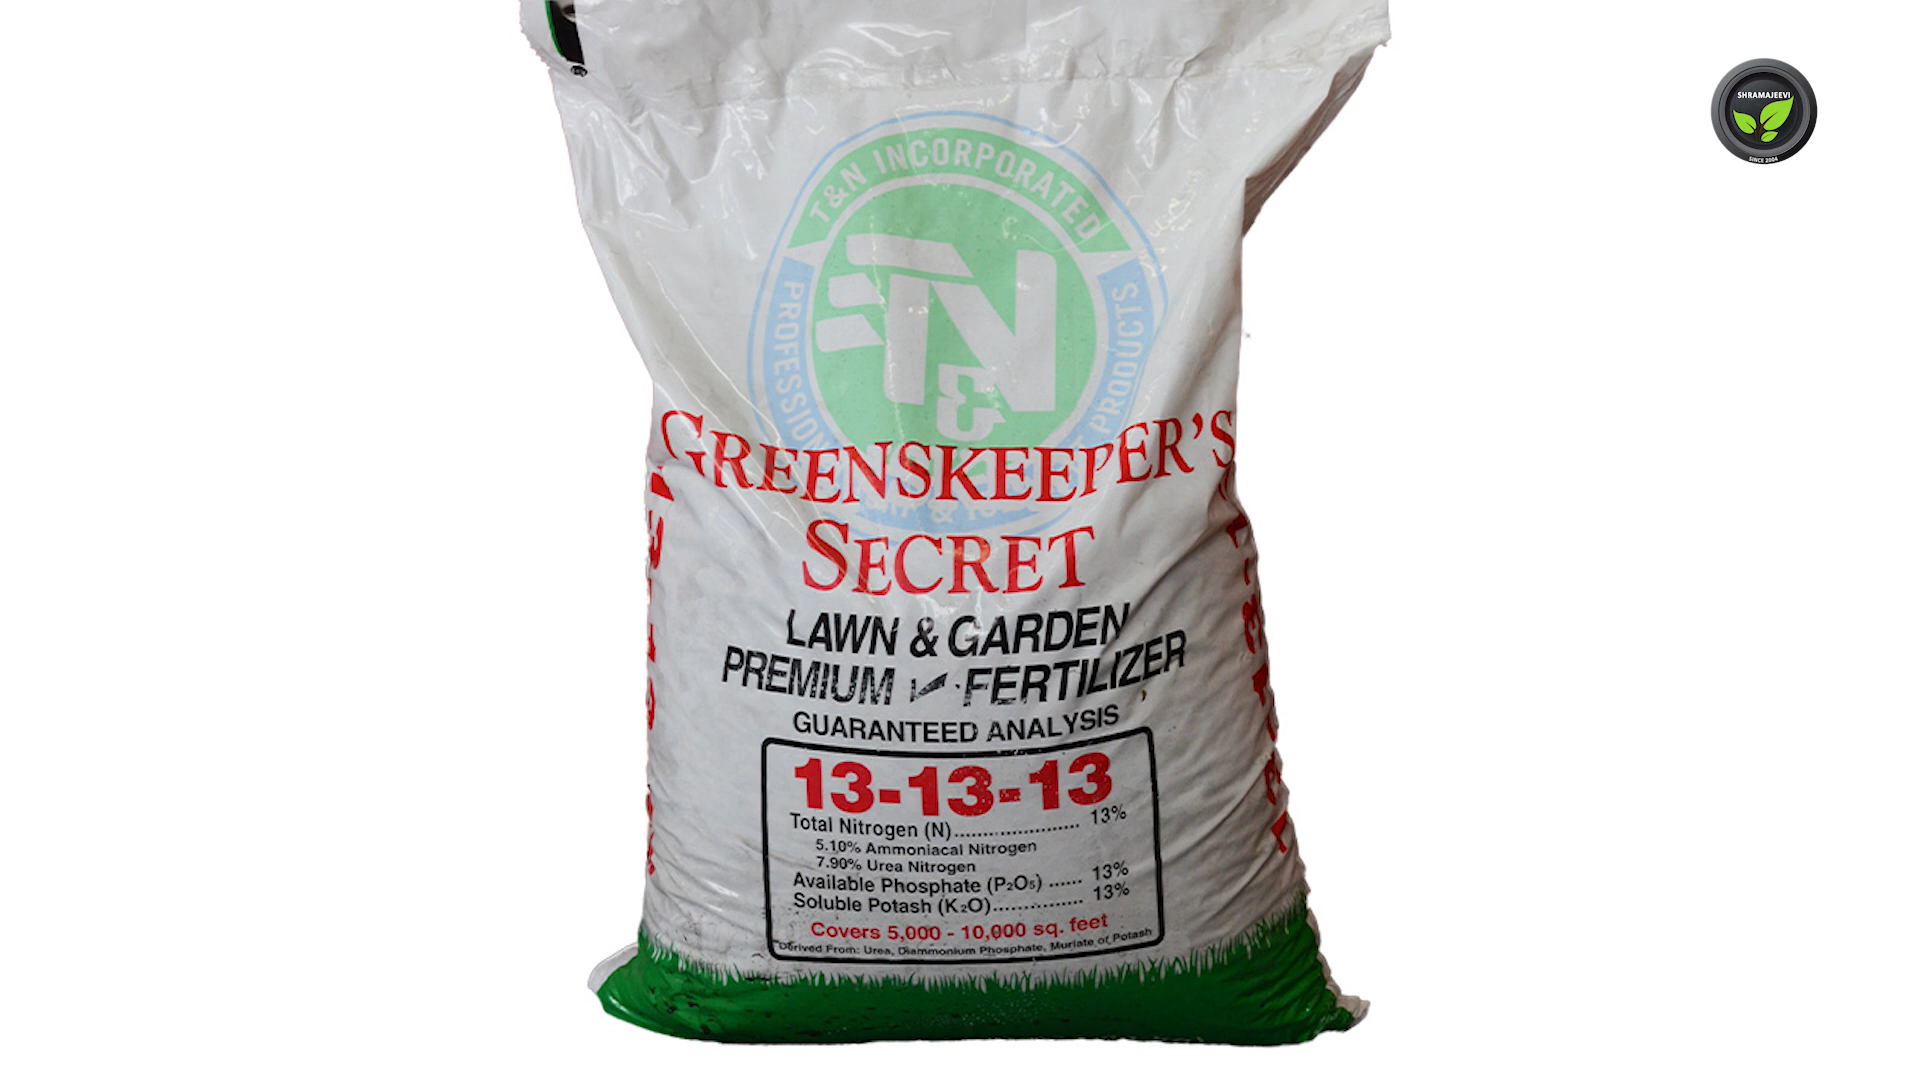 SHRAMAJEEVI
SINCE 2004
T&N INCORPORATED
PRODUCTS
T&N
GREENSKEEPER'S
SECRET
LAWN & GARDEN
PREMIUM FERTILIZER
GUARANTEED ANALYSIS
13-13-13
Total Nitrogen (N)........................ 13%
5.10% Ammoniacal Nitrogen
7.90% Urea Nitrogen
Available Phosphate (P₂O₅) ...... 13%
Soluble Potash (K₂O)................. 13%
Covers 5,000 - 10,000 sq. feet
Derived From: Urea, Diammonium Phosphate, Muriate of Potash